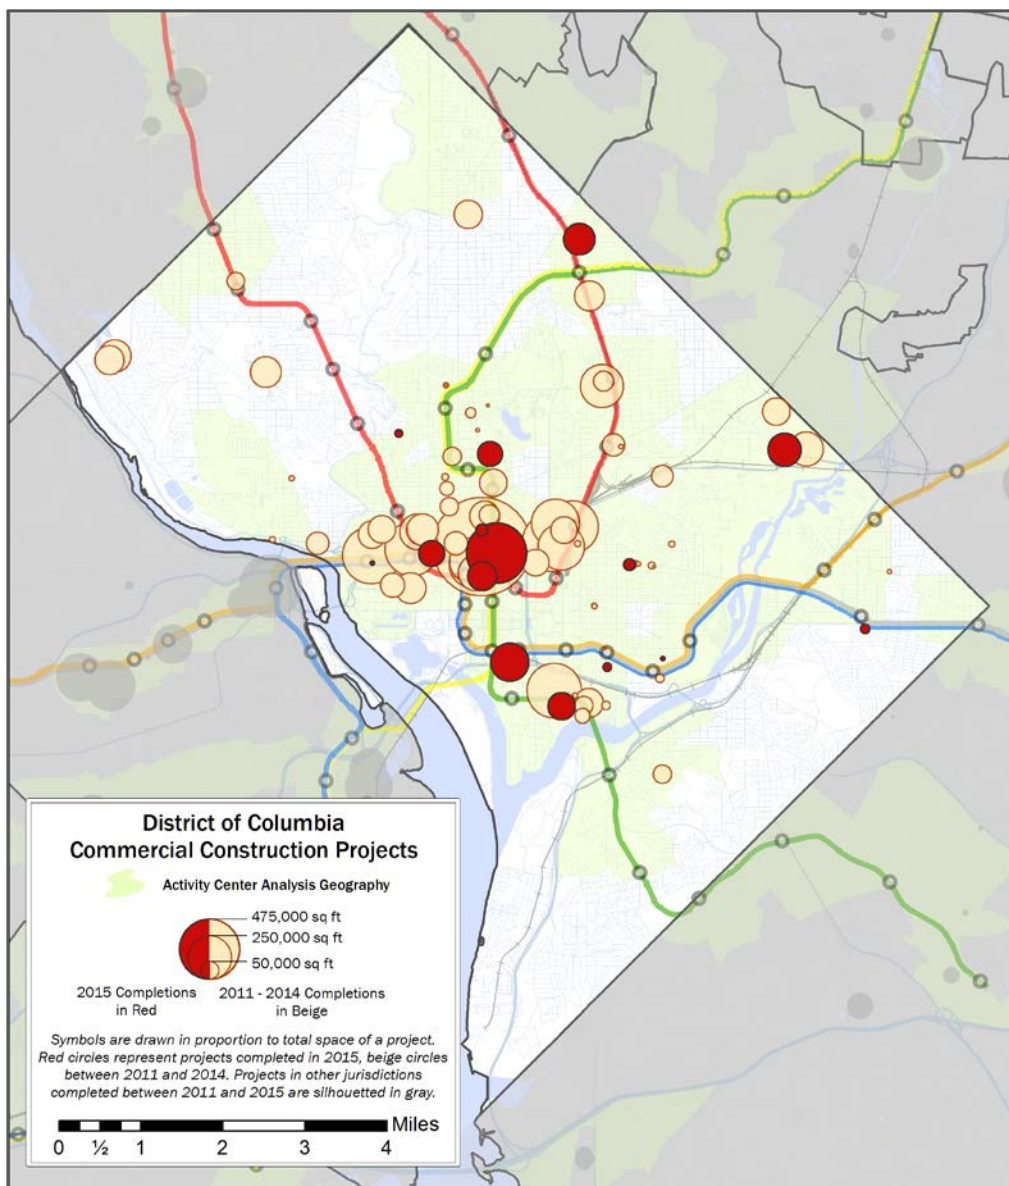 District of Columbia
Commercial Construction Projects
Activity Center Analysis Geography
475,000 sq ft
250,000 sq ft
50,000 sq ft
2015 Completions
in Red
2011 - 2014 Completions
in Beige
Symbols are drawn in proportion to total space of a project.
Red circles represent projects completed in 2015, beige circles
between 2011 and 2014. Projects in other jurisdictions
completed between 2011 and 2015 are silhouetted in gray.
Miles
0 ½ 1 2 3 4